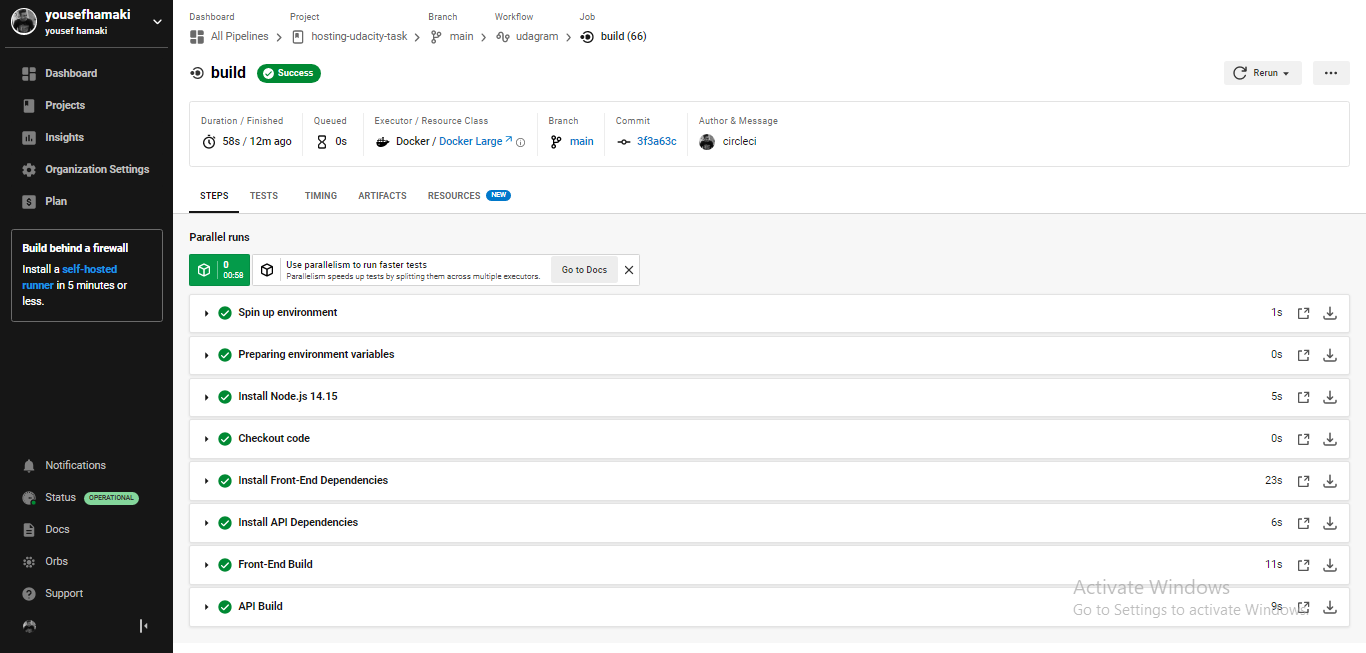 yousefhamaki
yousef hamaki
Dashboard
Projects
Insights
Organization Settings
Plan
Build behind a firewall
Install a self-hosted
runner in 5 minutes or
less.
Notifications
Status OPERATIONAL
Docs
Orbs
Support
Dashboard Project Branch Workflow Job
All Pipelines hosting-udacity-task main udagram build (66)
build Success Rerun
Duration / Finished Queued Executor / Resource Class Branch Commit Author & Message
58s / 12m ago 0s Docker / Docker Large main 3f3a63c circleci
STEPS TESTS TIMING ARTIFACTS RESOURCES NEW
Parallel runs
0
00:58
Use parallelism to run faster tests
Parallelism speeds up tests by splitting them across multiple executors.
Go to Docs
Spin up environment 1s
Preparing environment variables 0s
Install Node.js 14.15 5s
Checkout code 0s
Install Front-End Dependencies 23s
Install API Dependencies 6s
Front-End Build 11s
API Build 9s
Activate Windows
Go to Settings to activate Windows.